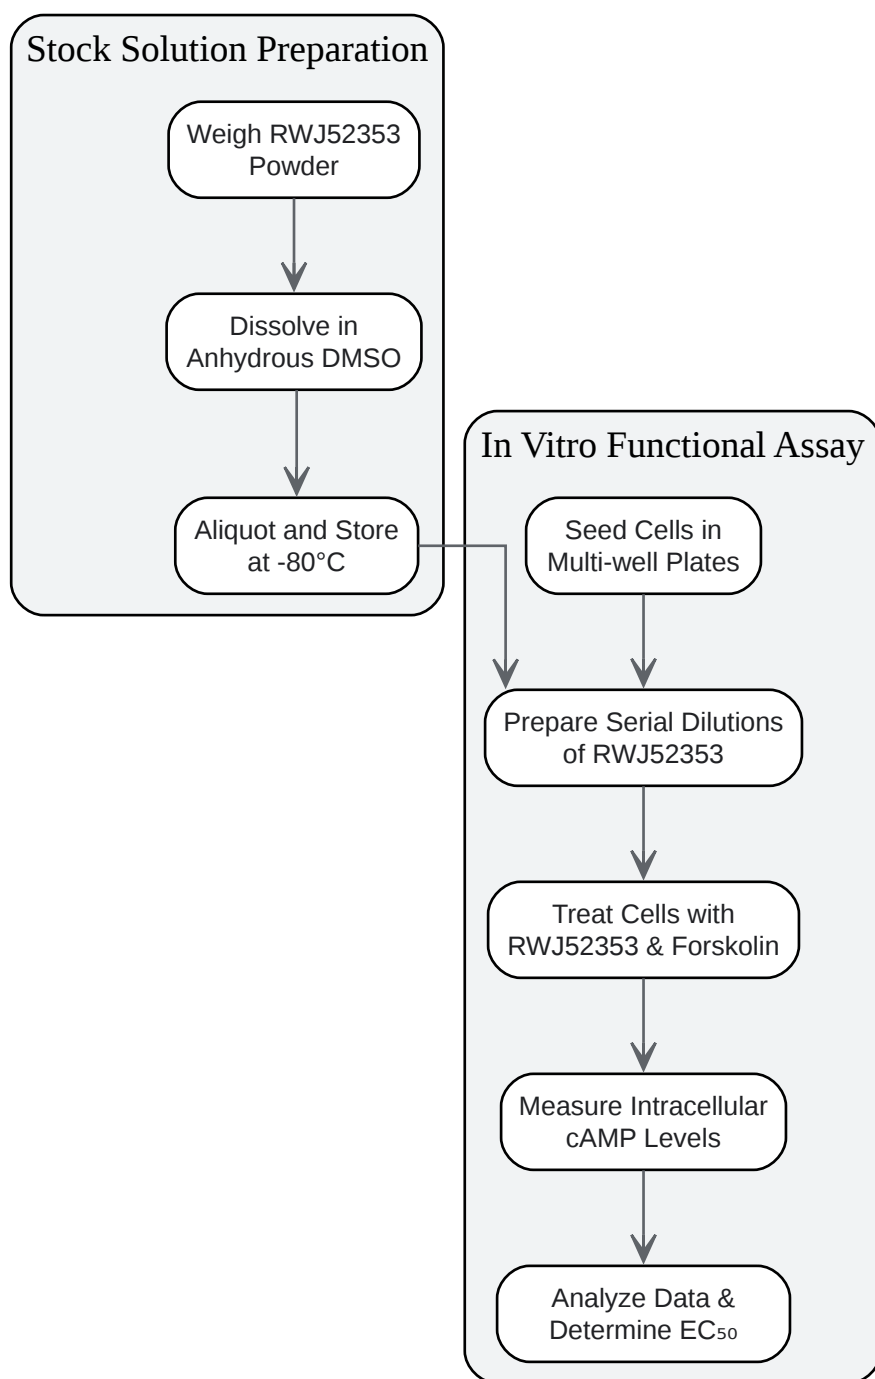 Stock Solution Preparation
Weigh RWJ52353
Powder
Dissolve in
Anhydrous DMSO
Aliquot and Store
at -80°C
In Vitro Functional Assay
Seed Cells in
Multi-well Plates
Prepare Serial Dilutions
of RWJ52353
Treat Cells with
RWJ52353 & Forskolin
Measure Intracellular
cAMP Levels
Analyze Data &
Determine EC₅₀